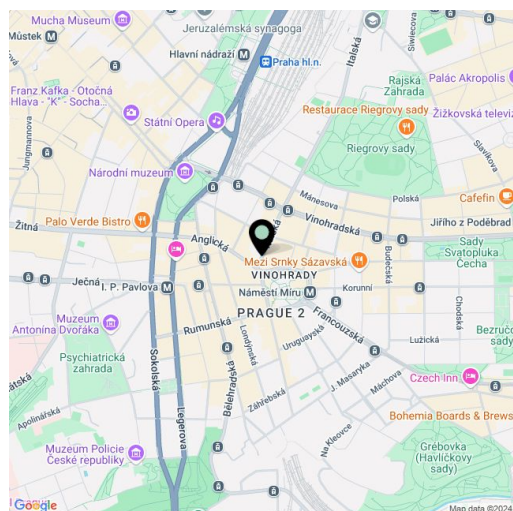 Mucha Museum
Jeruzalémská synagoga
Můstek
Hlavní nádraží
Praha hl.n.
Italská
Rajská
Zahrada
Palác Akropolis
Franz Kafka - Otočná
Hlava - "K" - Socha...
Restaurace Riegrovy sady
Žižkovská televiz
Jungmannova
Státní Opera
Riegrovy sady
Slavíkova
Národní muzeum
Mánesova
Polská
Cafefin
Palo Verde Bistro
Vinohradská
Jiřího z Poděbrad
Žitná
Anglická
Mezi Srnky Sázavská
Sady
Svatopluka
Čecha
VINOHRADY
Budečská
Ječná
I. P. Pavlova
Náměstí Míru
Korunní
PRAGUE 2
Muzeum
Antonína Dvořáka
Rumunská
Francouzská
Chodská
Londýnská
Uruguayská
Lužická
Bezručo
sady
Psychiatrická
zahrada
Sokolská
Bělehradská
J. Masaryka
Máchova
Czech Inn
Apolinářská
Legerova
Záhřebská
Bohemia Boards & Brews
Na Kleovce
Muzeum Policie
České republiky
Grébovka
(Havlíčkovy
sady)
Google
Map data ©2024